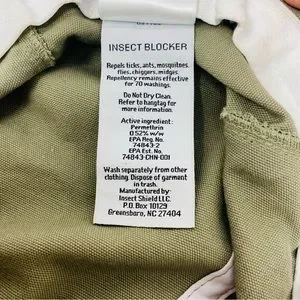 INSECT BLOCKER
Repels ticks, ants, mosquitoes,
flies, chiggers, midges.
Repellency remains effective
for 70 washings.
Do Not Dry Clean.
Refer to hangtag for
more information.
Active ingredient:
Permethrin
0.52% w/w
EPA Reg. No.
74843-2
EPA Est. No.
74843-CHN-001
Wash separately from other
clothing. Dispose of garment
in trash.
Manufactured by:
Insect Shield LLC.
P.O. Box 10129
Greensboro, NC 27404